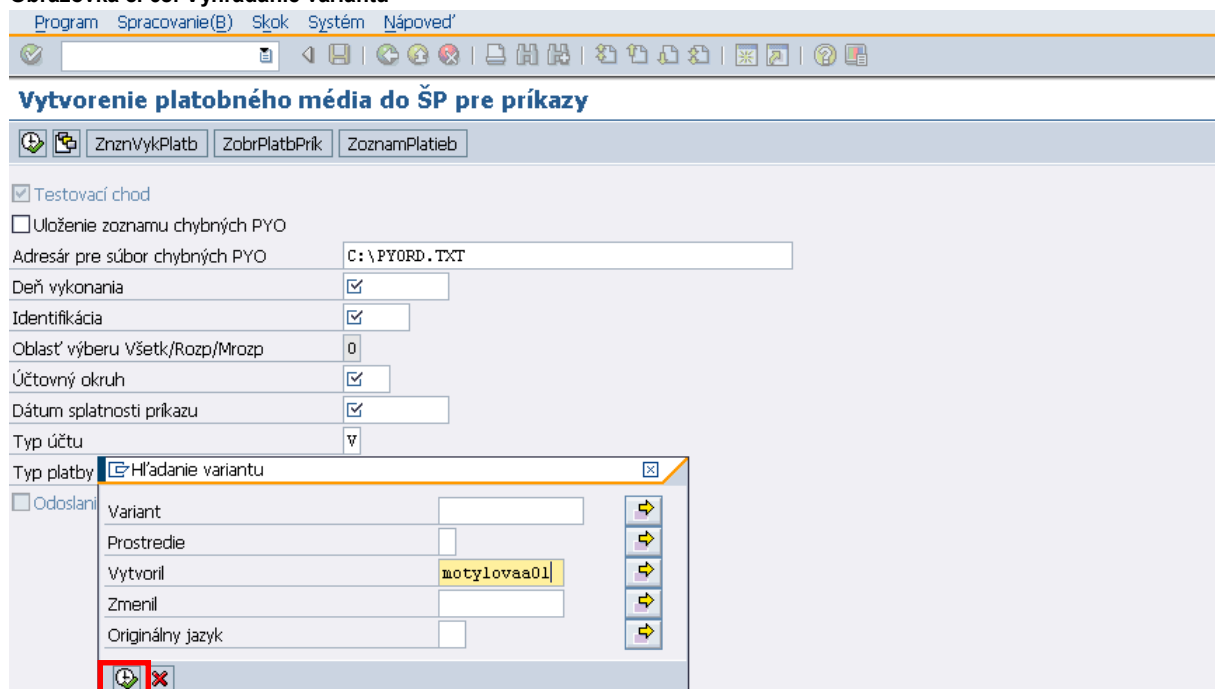 Program Spracovanie(B) Skok Systém Nápoveď
Vytvorenie platobného média do ŠP pre príkazy
ZnznVykPlatb ZobrPlatbPrík ZoznamPlatieb
Testovací chod
Uloženie zoznamu chybných PYO
Adresár pre súbor chybných PYO C:\PYORD.TXT
Deň vykonania
Identifikácia
Oblasť výberu Všetk/Rozp/Mrozp 0
Účtovný okruh
Dátum splatnosti príkazu
Typ účtu V
Typ platby
Hľadanie variantu
Odoslani
Variant
Prostredie
Vytvoril motylovaa01
Zmenil
Originálny jazyk